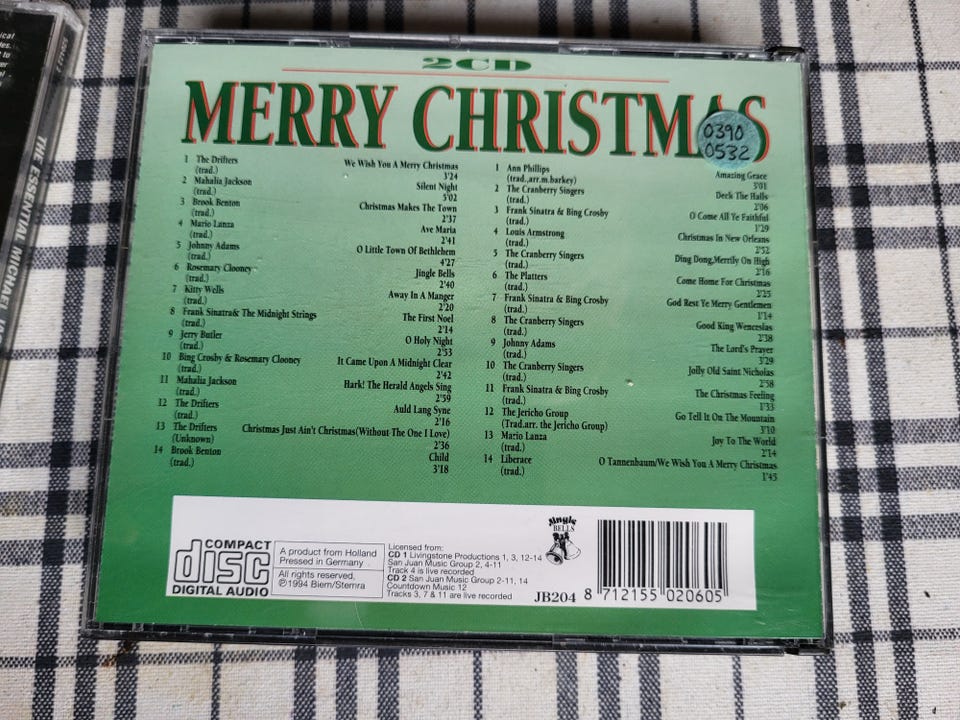 2CD
MERRY CHRISTMAS
0390
0532
1 The Drifters We Wish You A Merry Christmas
(trad.) 3'24
2 Mahalia Jackson Silent Night
(trad.) 5'02
3 Brook Benton Christmas Makes The Town
(trad.) 2'37
4 Mario Lanza Ave Maria
(trad.) 2'41
5 Johnny Adams O Little Town Of Bethlehem
(trad.) 4'27
6 Rosemary Clooney Jingle Bells
(trad.) 2'40
7 Kitty Wells Away In A Manger
(trad.) 2'20
8 Frank Sinatra& The Midnight Strings The First Noel
(trad.) 2'14
9 Jerry Butler O Holy Night
(trad.) 2'53
10 Bing Crosby & Rosemary Clooney It Came Upon A Midnight Clear
(trad.) 2'42
11 Mahalia Jackson Hark! The Herald Angels Sing
(trad.) 2'59
12 The Drifters Auld Lang Syne
(trad.) 2'16
13 The Drifters Christmas Just Ain't Christmas(Without The One I Love)
(Unknown) 2'36
14 Brook Benton Child
(trad.) 3'18
1 Ann Phillips Amazing Grace
(trad.,arr.m.barkey) 3'01
2 The Cranberry Singers Deck The Halls
(trad.) 2'06
3 Frank Sinatra & Bing Crosby O Come All Ye Faithful
(trad.) 1'29
4 Louis Armstrong Christmas In New Orleans
(trad.) 2'52
5 The Cranberry Singers Ding Dong,Merrily On High
(trad.) 2'16
6 The Platters Come Home For Christmas
(trad.) 2'25
7 Frank Sinatra & Bing Crosby God Rest Ye Merry Gentlemen
(trad.) 1'14
8 The Cranberry Singers Good King Wenceslas
(trad.) 2'38
9 Johnny Adams The Lord's Prayer
(trad.) 3'29
10 The Cranberry Singers Jolly Old Saint Nicholas
(trad.) 2'58
11 Frank Sinatra & Bing Crosby The Christmas Feeling
(trad.) 1'33
12 The Jericho Group Go Tell It On The Mountain
(Trad.arr. the Jericho Group) 3'10
13 Mario Lanza Joy To The World
(trad.) 2'14
14 Liberace O Tannenbaum/We Wish You A Merry Christmas
(trad.) 1'45
COMPACT
disc
DIGITAL AUDIO
A product from Holland
Pressed in Germany
All rights reserved,
℗1994 Biem/Stemra
Licensed from:
CD 1 Livingstone Productions 1, 3, 12-14
San Juan Music Group 2, 4-11
Track 4 is live recorded
CD 2 San Juan Music Group 2-11, 14
Countdown Music 12
Tracks 3, 7 & 11 are live recorded
Jingle
BELLS
JB204
8 712155 020605
THE ESSENTIAL MICHAEL